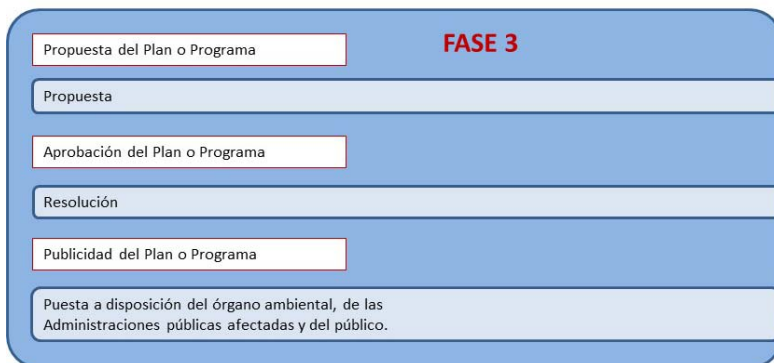 Propuesta del Plan o Programa
FASE 3
Propuesta
Aprobación del Plan o Programa
Resolución
Publicidad del Plan o Programa
Puesta a disposición del órgano ambiental, de las
Administraciones públicas afectadas y del público.